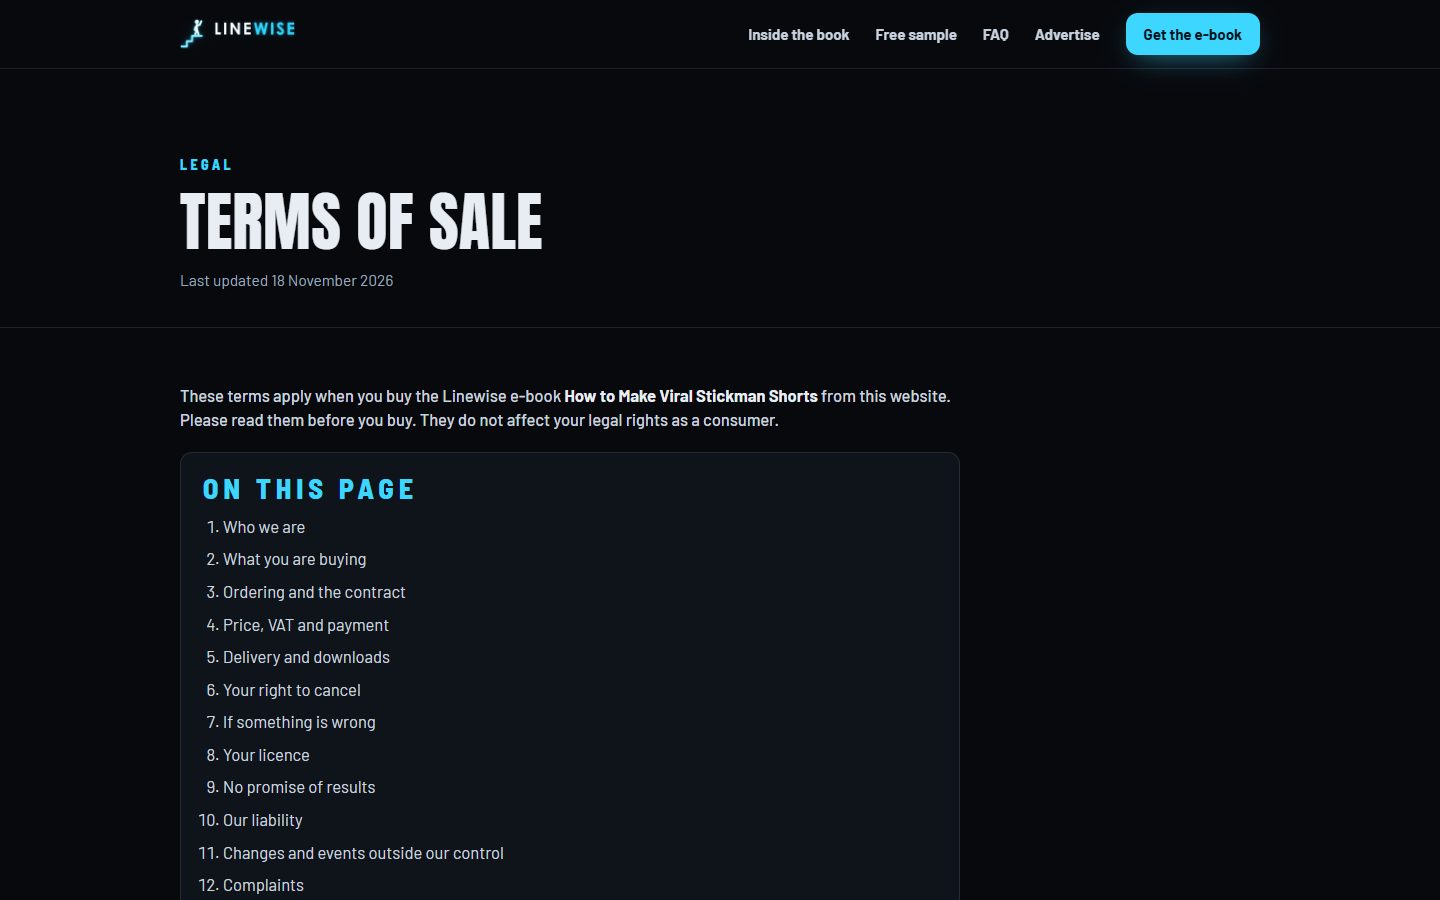 LINEWISE
Inside the book
Free sample
FAQ
Advertise
Get the e-book
LEGAL
TERMS OF SALE
Last updated 18 November 2026
These terms apply when you buy the Linewise e-book How to Make Viral Stickman Shorts from this website.
Please read them before you buy. They do not affect your legal rights as a consumer.
ON THIS PAGE
1. Who we are
2. What you are buying
3. Ordering and the contract
4. Price, VAT and payment
5. Delivery and downloads
6. Your right to cancel
7. If something is wrong
8. Your licence
9. No promise of results
10. Our liability
11. Changes and events outside our control
12. Complaints